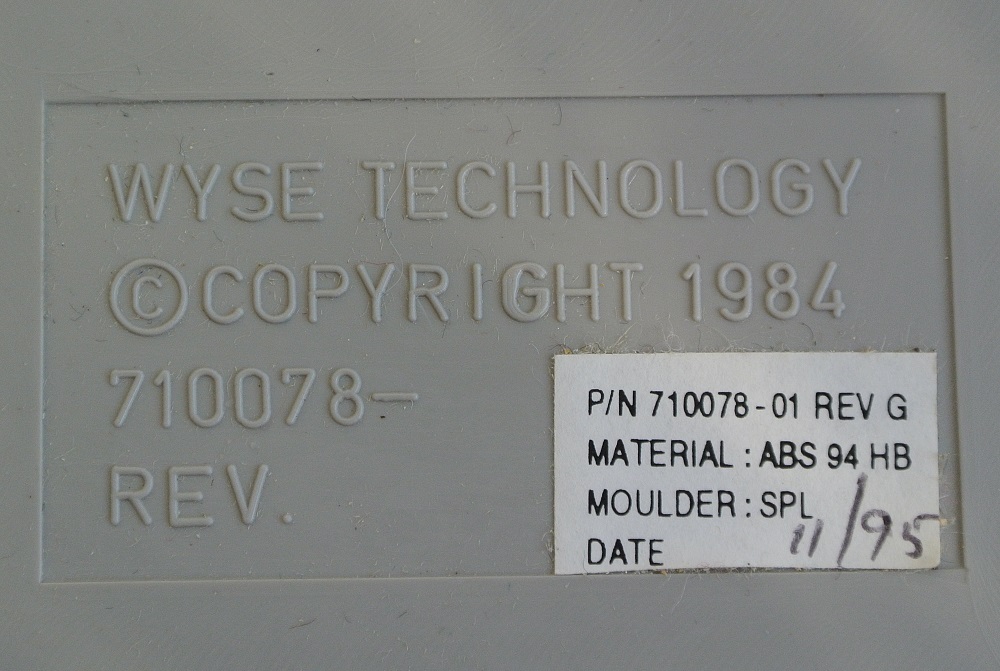 WYSE TECHNOLOGY
©COPYRIGHT 1984
710078-
REV.
P/N 710078-01 REV G
MATERIAL : ABS 94 HB
MOULDER : SPL
DATE 11/95